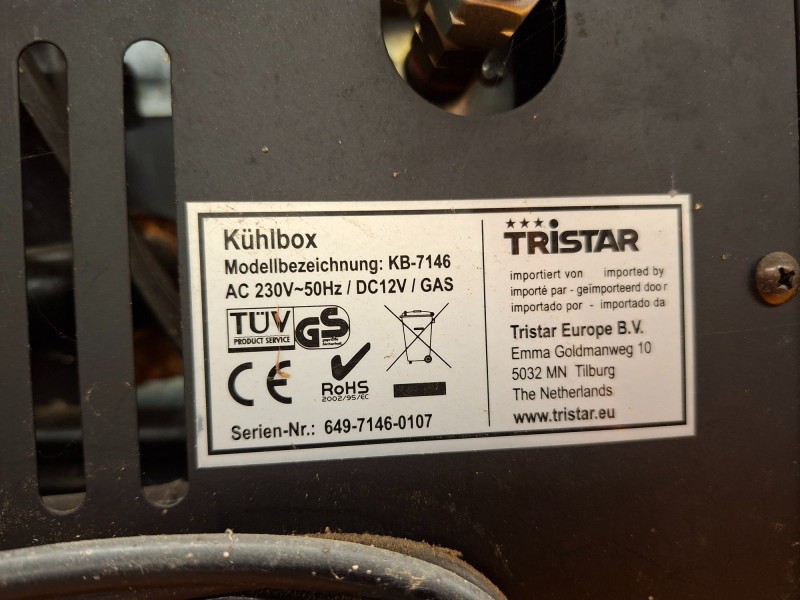 Kühlbox
Modellbezeichnung: KB-7146
AC 230V~50Hz / DC12V / GAS
TÜV
PRODUCT SERVICE
GS
geprüfte
Sicherheit
CE
RoHS
2002/95/EC
Serien-Nr.: 649-7146-0107
TRiSTAR
importiert von imported by
importé par - geïmporteerd door
importado por - importado da
Tristar Europe B.V.
Emma Goldmanweg 10
5032 MN Tilburg
The Netherlands
www.tristar.eu